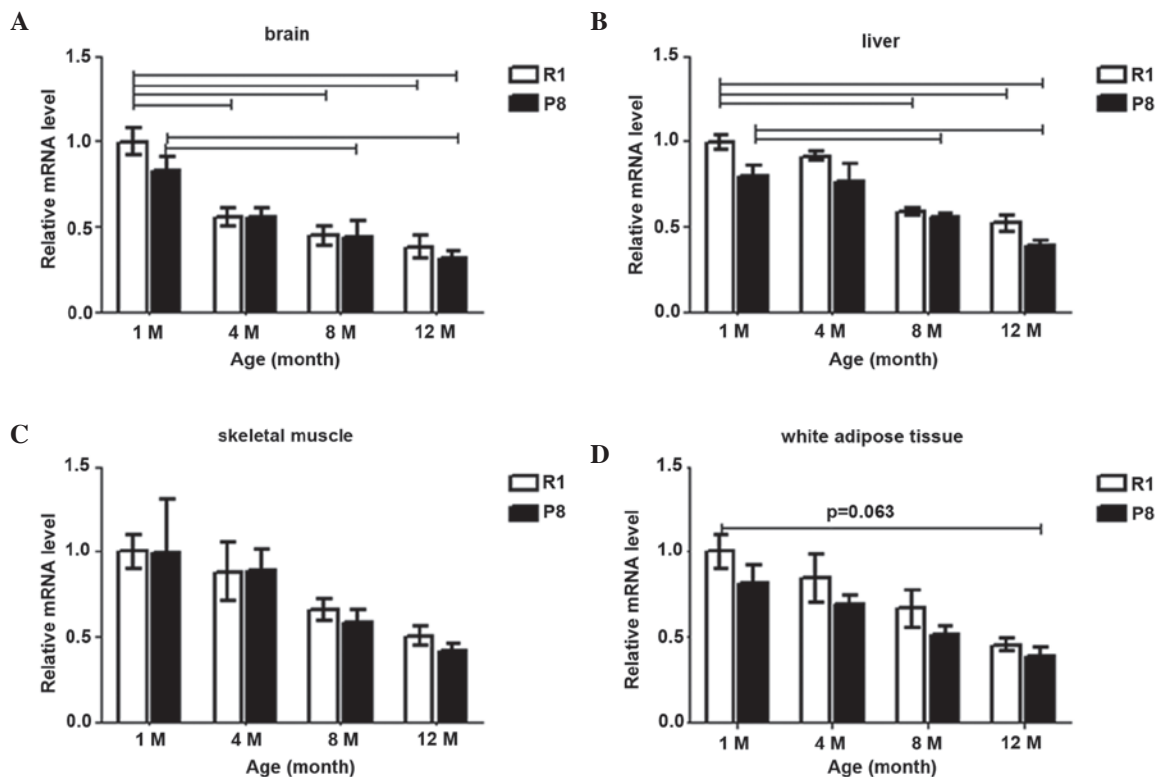 A
brain
Relative mRNA level
1.5
1.0
0.5
0.0
1 M 4 M 8 M 12 M
Age (month)
R1
P8
B
liver
Relative mRNA level
1.5
1.0
0.5
0.0
1 M 4 M 8 M 12 M
Age (month)
R1
P8
C
skeletal muscle
Relative mRNA level
1.5
1.0
0.5
0.0
1 M 4 M 8 M 12 M
Age (month)
R1
P8
D
white adipose tissue
p=0.063
Relative mRNA level
1.5
1.0
0.5
0.0
1 M 4 M 8 M 12 M
Age (month)
R1
P8